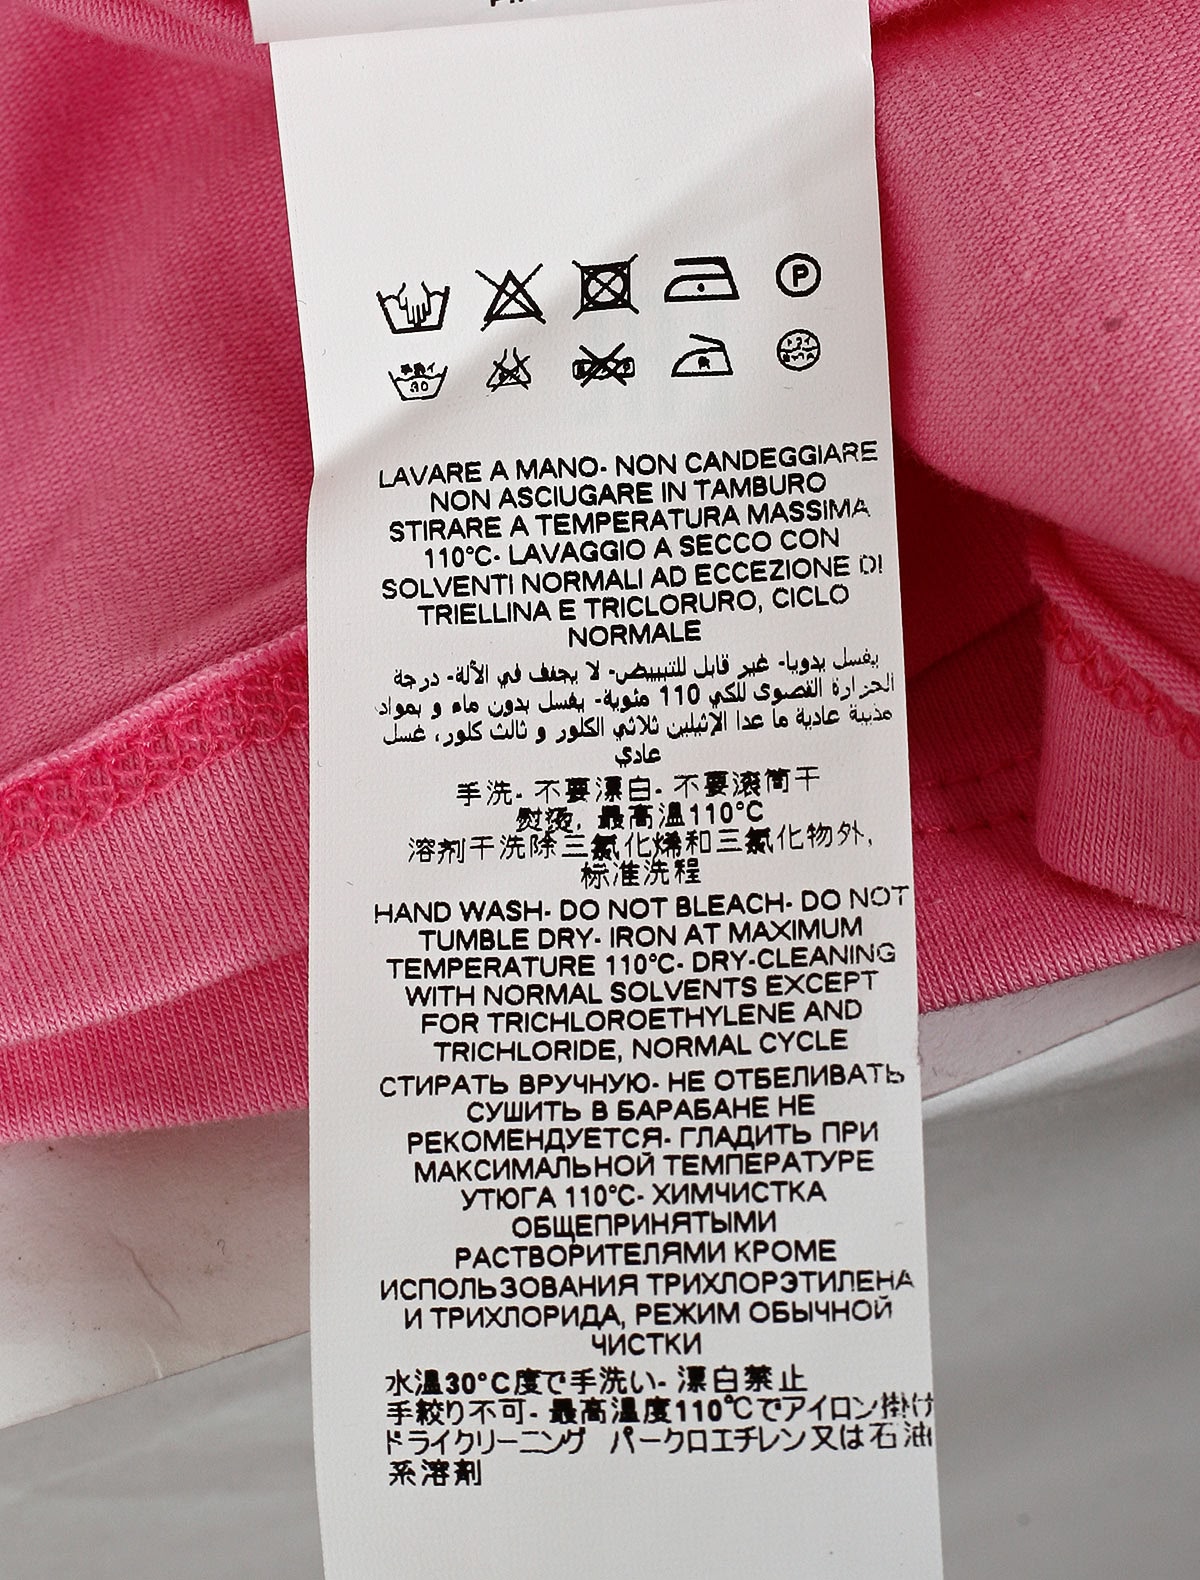 P
30
LAVARE A MANO- NON CANDEGGIARE
NON ASCIUGARE IN TAMBURO
STIRARE A TEMPERATURA MASSIMA
110°C- LAVAGGIO A SECCO CON
SOLVENTI NORMALI AD ECCEZIONE DI
TRIELLINA E TRICLORURO, CICLO
NORMALE
يغسل يدويا- غير قابل للتبييض- لا يجفف في الألة- درجة
الحرارة القصوى للكي 110 مئوية- يغسل بدون ماء و بمواد
مذيبة عادية ما عدا الإثيلين ثلاثي الكلور و ثالث كلور، غسل
عادي
手洗- 不要漂白- 不要滚筒干
熨烫, 最高温110°C
溶剂干洗除三氯化烯和三氯化物外,
标准洗程
HAND WASH- DO NOT BLEACH- DO NOT
TUMBLE DRY- IRON AT MAXIMUM
TEMPERATURE 110°C- DRY-CLEANING
WITH NORMAL SOLVENTS EXCEPT
FOR TRICHLOROETHYLENE AND
TRICHLORIDE, NORMAL CYCLE
СТИРАТЬ ВРУЧНУЮ- НЕ ОТБЕЛИВАТЬ
СУШИТЬ В БАРАБАНЕ НЕ
РЕКОМЕНДУЕТСЯ- ГЛАДИТЬ ПРИ
МАКСИМАЛЬНОЙ ТЕМПЕРАТУРЕ
УТЮГА 110°C- ХИМЧИСТКА
ОБЩЕПРИНЯТЫМИ
РАСТВОРИТЕЛЯМИ КРОМЕ
ИСПОЛЬЗОВАНИЯ ТРИХЛОРЭТИЛЕНА
И ТРИХЛОРИДА, РЕЖИМ ОБЫЧНОЙ
ЧИСТКИ
水温30°C度で手洗い- 漂白禁止
手絞り不可- 最高温度110°Cでアイロン掛け
ドライクリーニング パークロエチレン又は石油
系溶剤